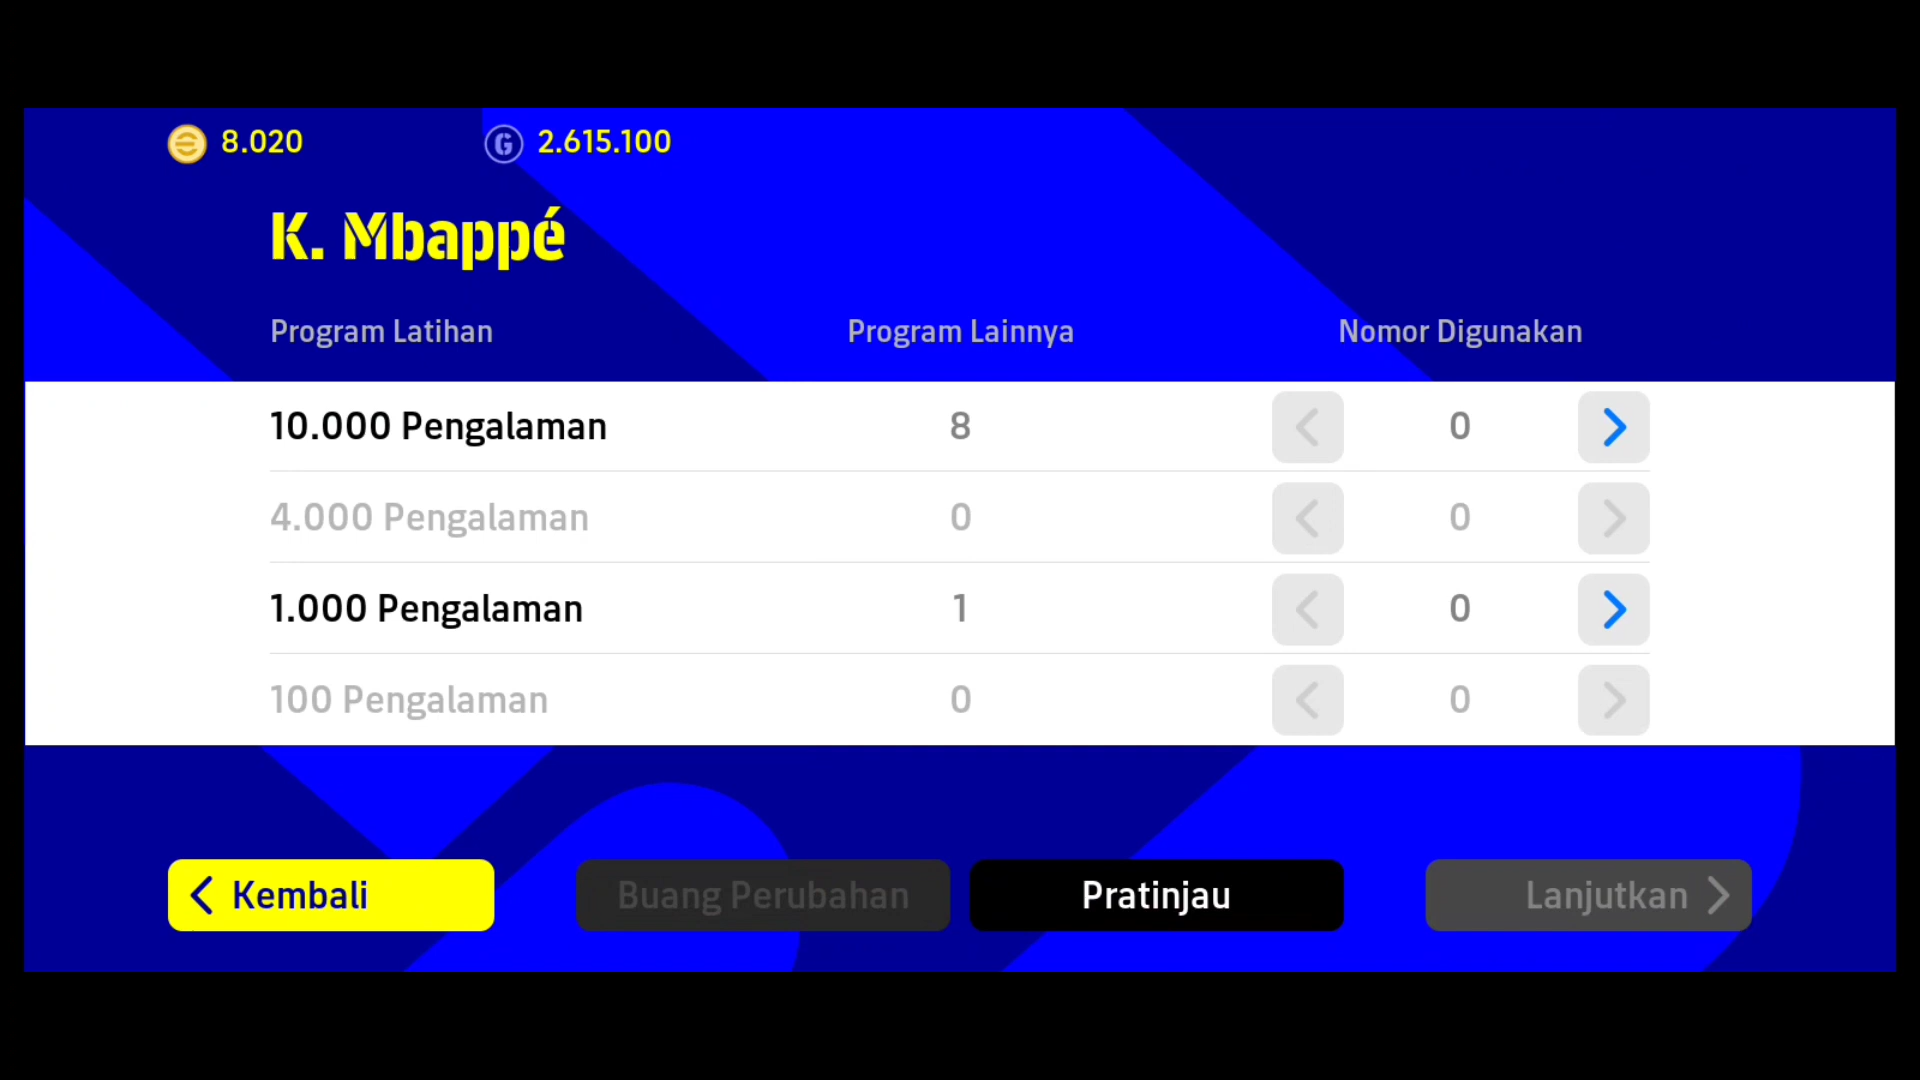 8.020 2.615.100
K. Mbappé
Program Latihan Program Lainnya Nomor Digunakan
10.000 Pengalaman 8 0
4.000 Pengalaman 0 0
1.000 Pengalaman 1 0
100 Pengalaman 0 0
Kembali Buang Perubahan Pratinjau Lanjutkan